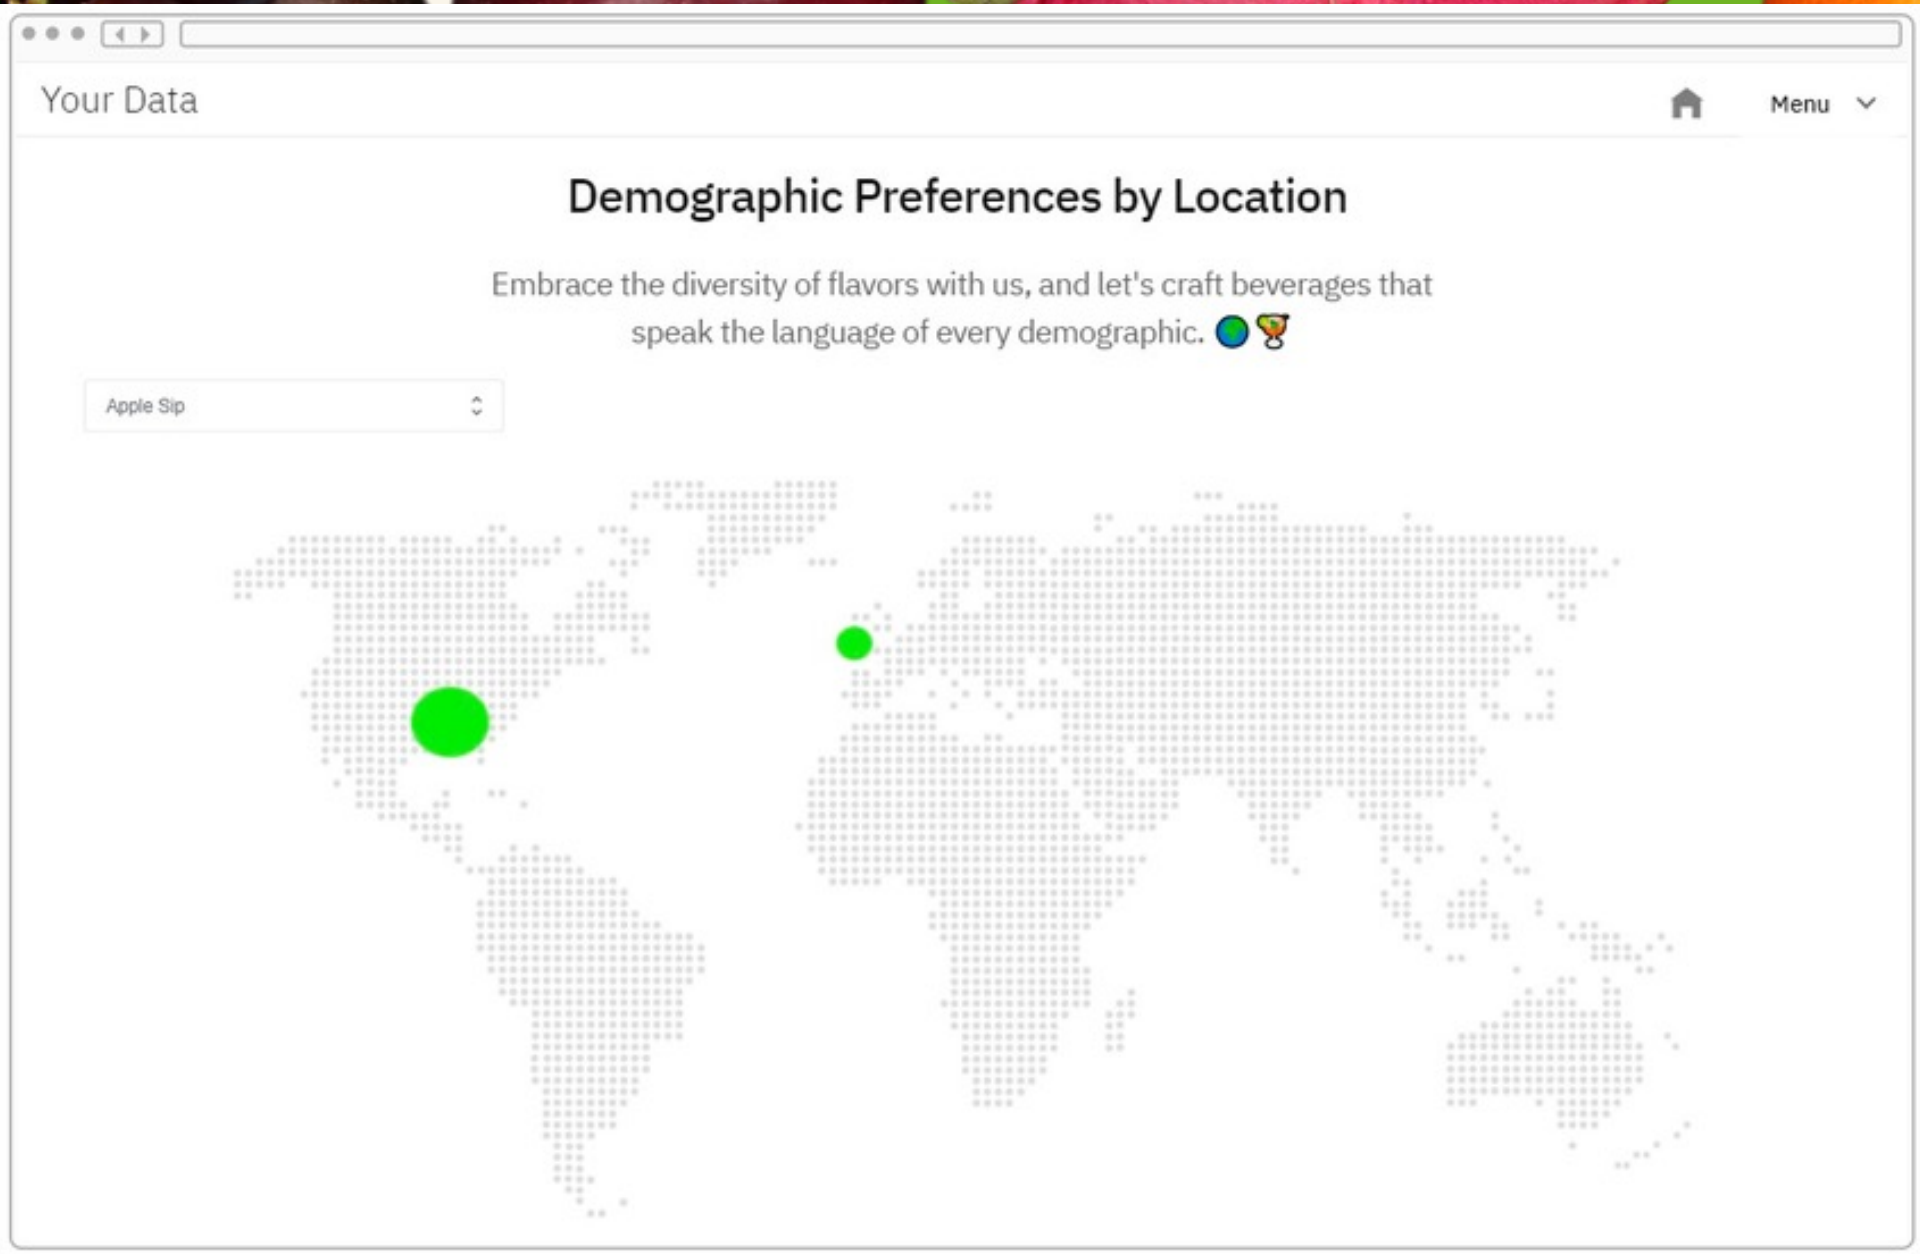 Your Data
Menu
Demographic Preferences by Location
Embrace the diversity of flavors with us, and let's craft beverages that
speak the language of every demographic. 🌍🍹
Apple Sip